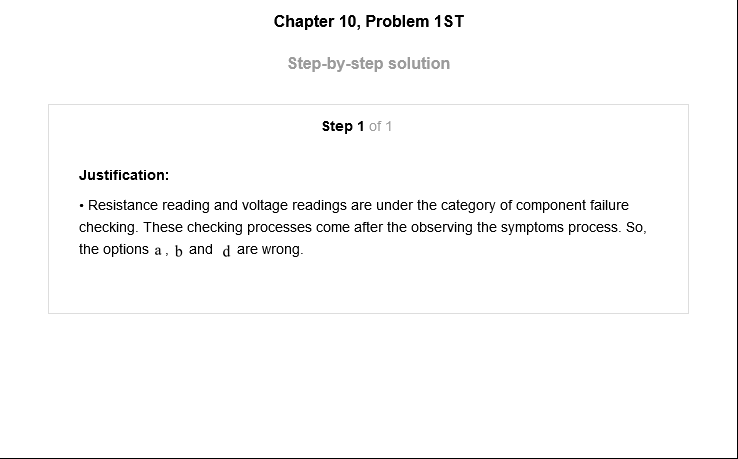 Chapter 10, Problem 1ST
Step-by-step solution
Step 1 of 1
Justification:
• Resistance reading and voltage readings are under the category of component failure
checking. These checking processes come after the observing the symptoms process. So,
the options a , b and d are wrong.